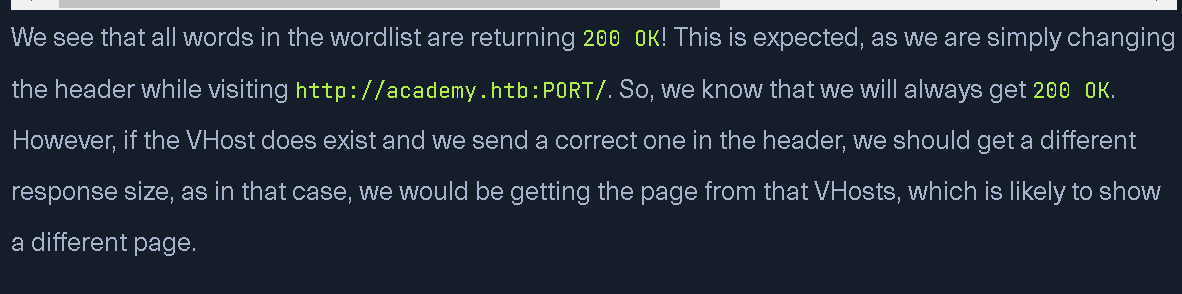 We see that all words in the wordlist are returning 200 OK! This is expected, as we are simply changing
the header while visiting http://academy.htb:PORT/. So, we know that we will always get 200 OK.
However, if the VHost does exist and we send a correct one in the header, we should get a different
response size, as in that case, we would be getting the page from that VHosts, which is likely to show
a different page.